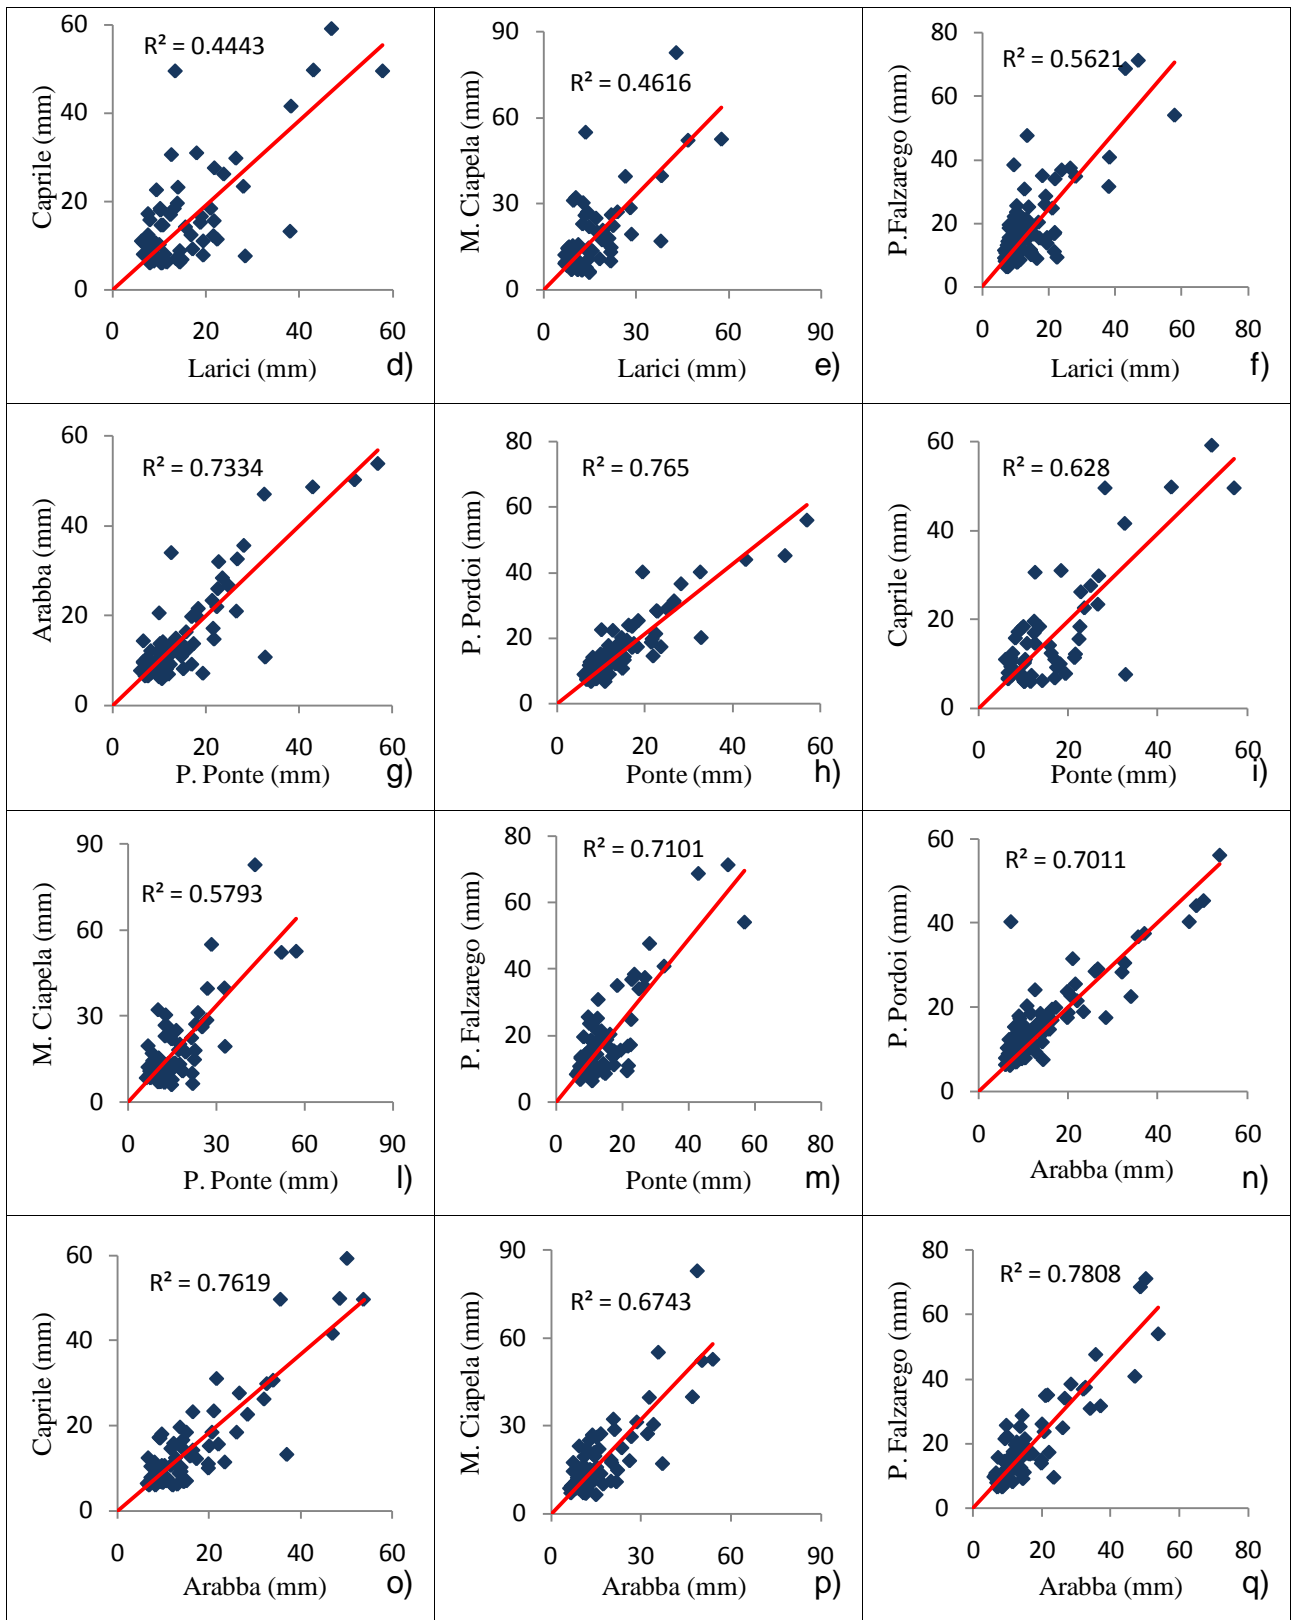 R² = 0.4443
Caprile (mm)
60
40
20
0
0 20 40 60
Larici (mm)
d)
R² = 0.4616
M. Ciapela (mm)
90
60
30
0
0 30 60 90
Larici (mm)
e)
R² = 0.5621
P.Falzarego (mm)
80
60
40
20
0
0 20 40 60 80
Larici (mm)
f)
R² = 0.7334
Arabba (mm)
60
40
20
0
0 20 40 60
P. Ponte (mm)
g)
R² = 0.765
P. Pordoi (mm)
80
60
40
20
0
0 20 40 60
Ponte (mm)
h)
R² = 0.628
Caprile (mm)
60
40
20
0
0 20 40 60
Ponte (mm)
i)
R² = 0.5793
M. Ciapela (mm)
90
60
30
0
0 30 60 90
P. Ponte (mm)
l)
R² = 0.7101
P. Falzarego (mm)
80
60
40
20
0
0 20 40 60 80
Ponte (mm)
m)
R² = 0.7011
P. Pordoi (mm)
60
40
20
0
0 20 40 60
Arabba (mm)
n)
R² = 0.7619
Caprile (mm)
60
40
20
0
0 20 40 60
Arabba (mm)
o)
R² = 0.6743
M. Ciapela (mm)
90
60
30
0
0 30 60 90
Arabba (mm)
p)
R² = 0.7808
P. Falzarego (mm)
80
60
40
20
0
0 20 40 60 80
Arabba (mm)
q)